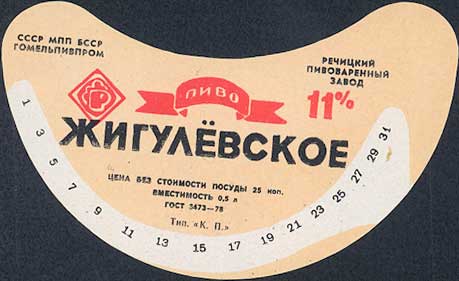 СССР МПП БССР
ГОМЕЛЬПИВПРОМ
РЕЧИЦКИЙ
ПИВОВАРЕННЫЙ
ЗАВОД
ПИВО
11%
ЖИГУЛЁВСКОЕ
ЦЕНА БЕЗ СТОИМОСТИ ПОСУДЫ 25 коп.
ВМЕСТИМОСТЬ 0,5 л
ГОСТ 3473—78
Тип. «К. П.»
1 3 5 7 9 11 13 15 17 19 21 23 25 27 29 31